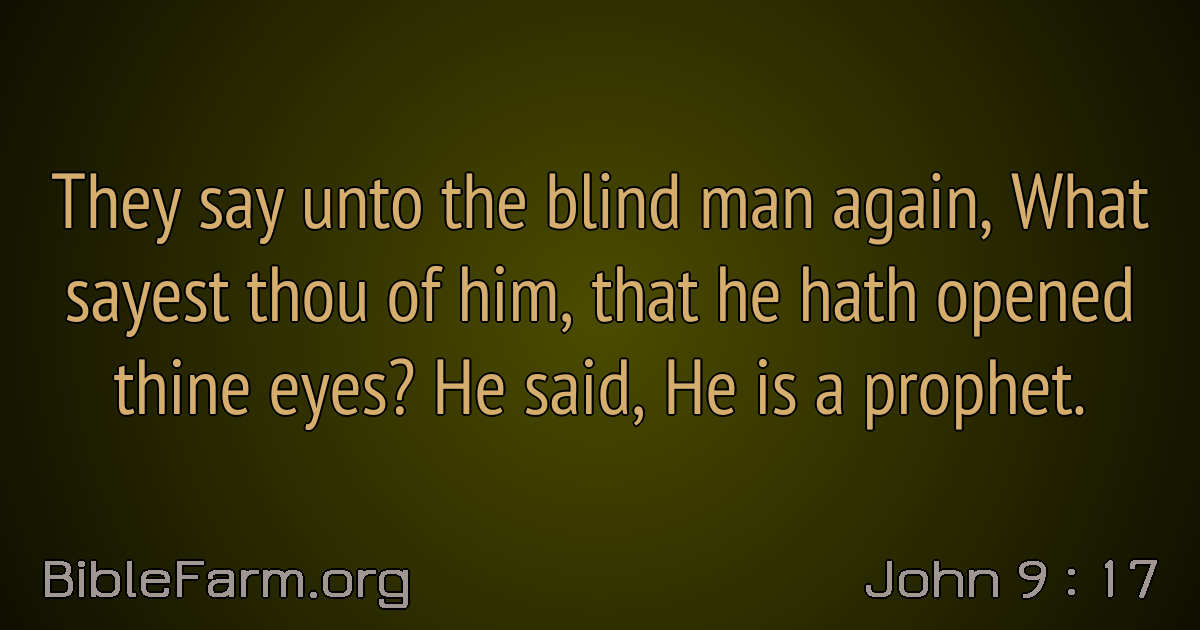 They say unto the blind man again, What
sayest thou of him, that he hath opened
thine eyes? He said, He is a prophet.
BibleFarm.org
John 9 : 17